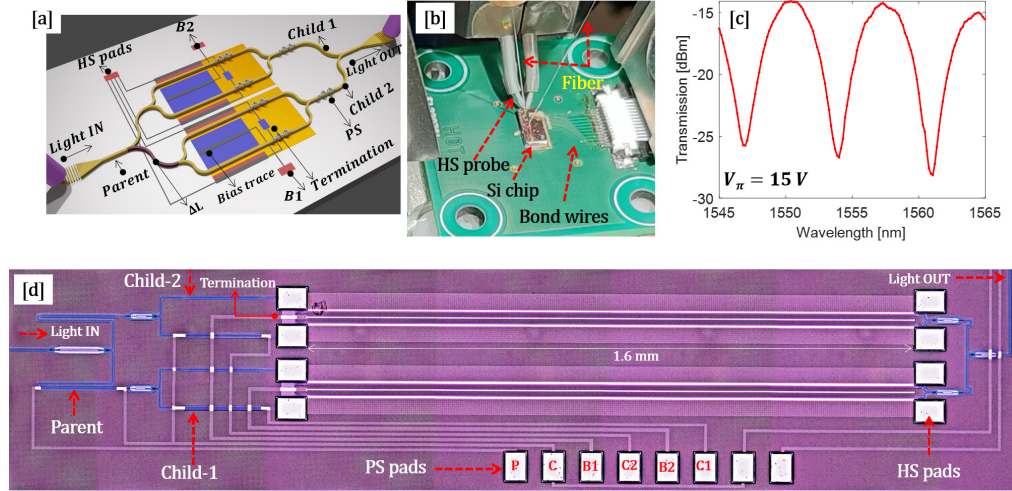 [a]
HS pads
B2
Child 1
Light OUT
Child 2
PS
Light IN
Parent
Bias trace
Termination
B1
ΔL
[b]
Fiber
HS probe
Si chip
Bond wires
[c]
Transmission [dBm]
-15
-20
-25
-30
V_π = 15 V
1545
1550
1555
1560
1565
Wavelength [nm]
[d]
Child-2
Termination
Light OUT
Light IN
1.6 mm
Parent
Child-1
PS pads
P
C
B1
C2
B2
C1
HS pads